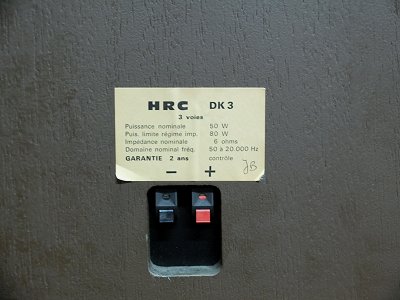 HRC DK 3
3 voies
Puissance nominale 50 W
Puis. limite régime imp. 80 W
Impédance nominale 6 ohms
Domaine nominal fréq. 50 à 20.000 Hz
GARANTIE 2 ans contrôle
JB
− +